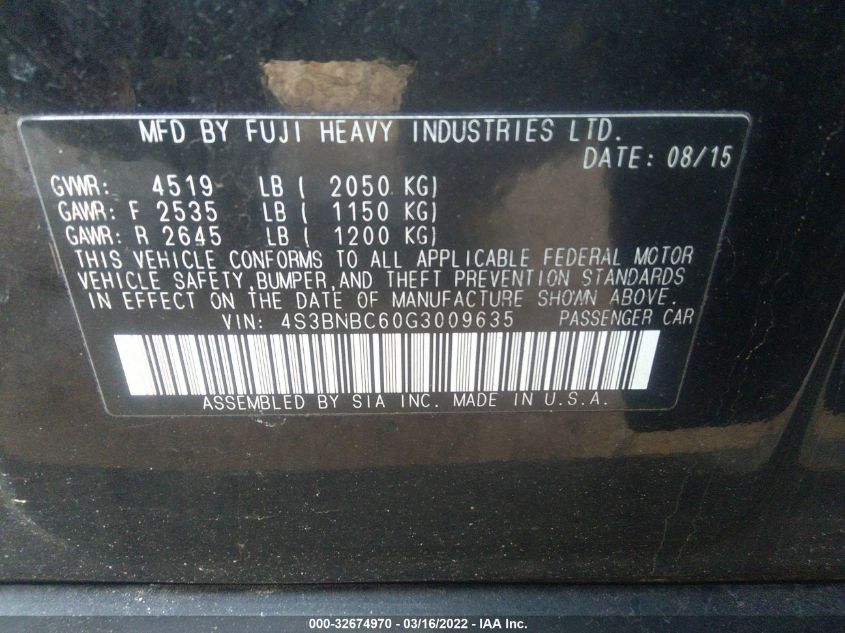 MFD BY FUJI HEAVY INDUSTRIES LTD.
DATE: 08/15
GVWR: 4519 LB ( 2050 KG)
GAWR: F 2535 LB ( 1150 KG)
GAWR: R 2645 LB ( 1200 KG)
THIS VEHICLE CONFORMS TO ALL APPLICABLE FEDERAL MOTOR
VEHICLE SAFETY,BUMPER,AND THEFT PREVENTION STANDARDS
IN EFFECT ON THE DATE OF MANUFACTURE SHOWN ABOVE.
VIN: 4S3BNBC60G3009635 PASSENGER CAR
ASSEMBLED BY SIA INC. MADE IN U.S.A.
000-32674970 - 03/16/2022 - IAA Inc.